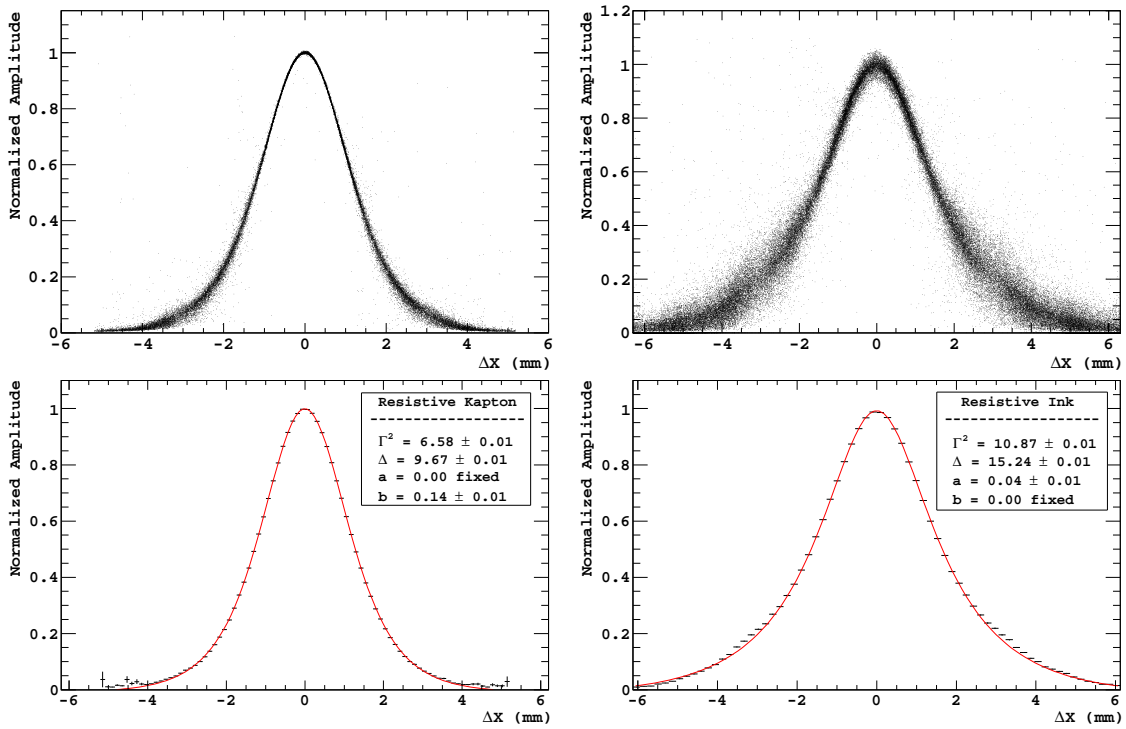 Normalized Amplitude
1
0.8
0.6
0.4
0.2
0
-6 -4 -2 0 2 4 6
ΔX (mm)
Normalized Amplitude
1.2
1
0.8
0.6
0.4
0.2
0
-6 -4 -2 0 2 4 6
ΔX (mm)
Normalized Amplitude
1
0.8
0.6
0.4
0.2
0
-6 -4 -2 0 2 4 6
ΔX (mm)
Resistive Kapton
--------------------
Γ² = 6.58 ± 0.01
Δ = 9.67 ± 0.01
a = 0.00 fixed
b = 0.14 ± 0.01
Normalized Amplitude
1
0.8
0.6
0.4
0.2
0
-6 -4 -2 0 2 4 6
ΔX (mm)
Resistive Ink
--------------------
Γ² = 10.87 ± 0.01
Δ = 15.24 ± 0.01
a = 0.04 ± 0.01
b = 0.00 fixed